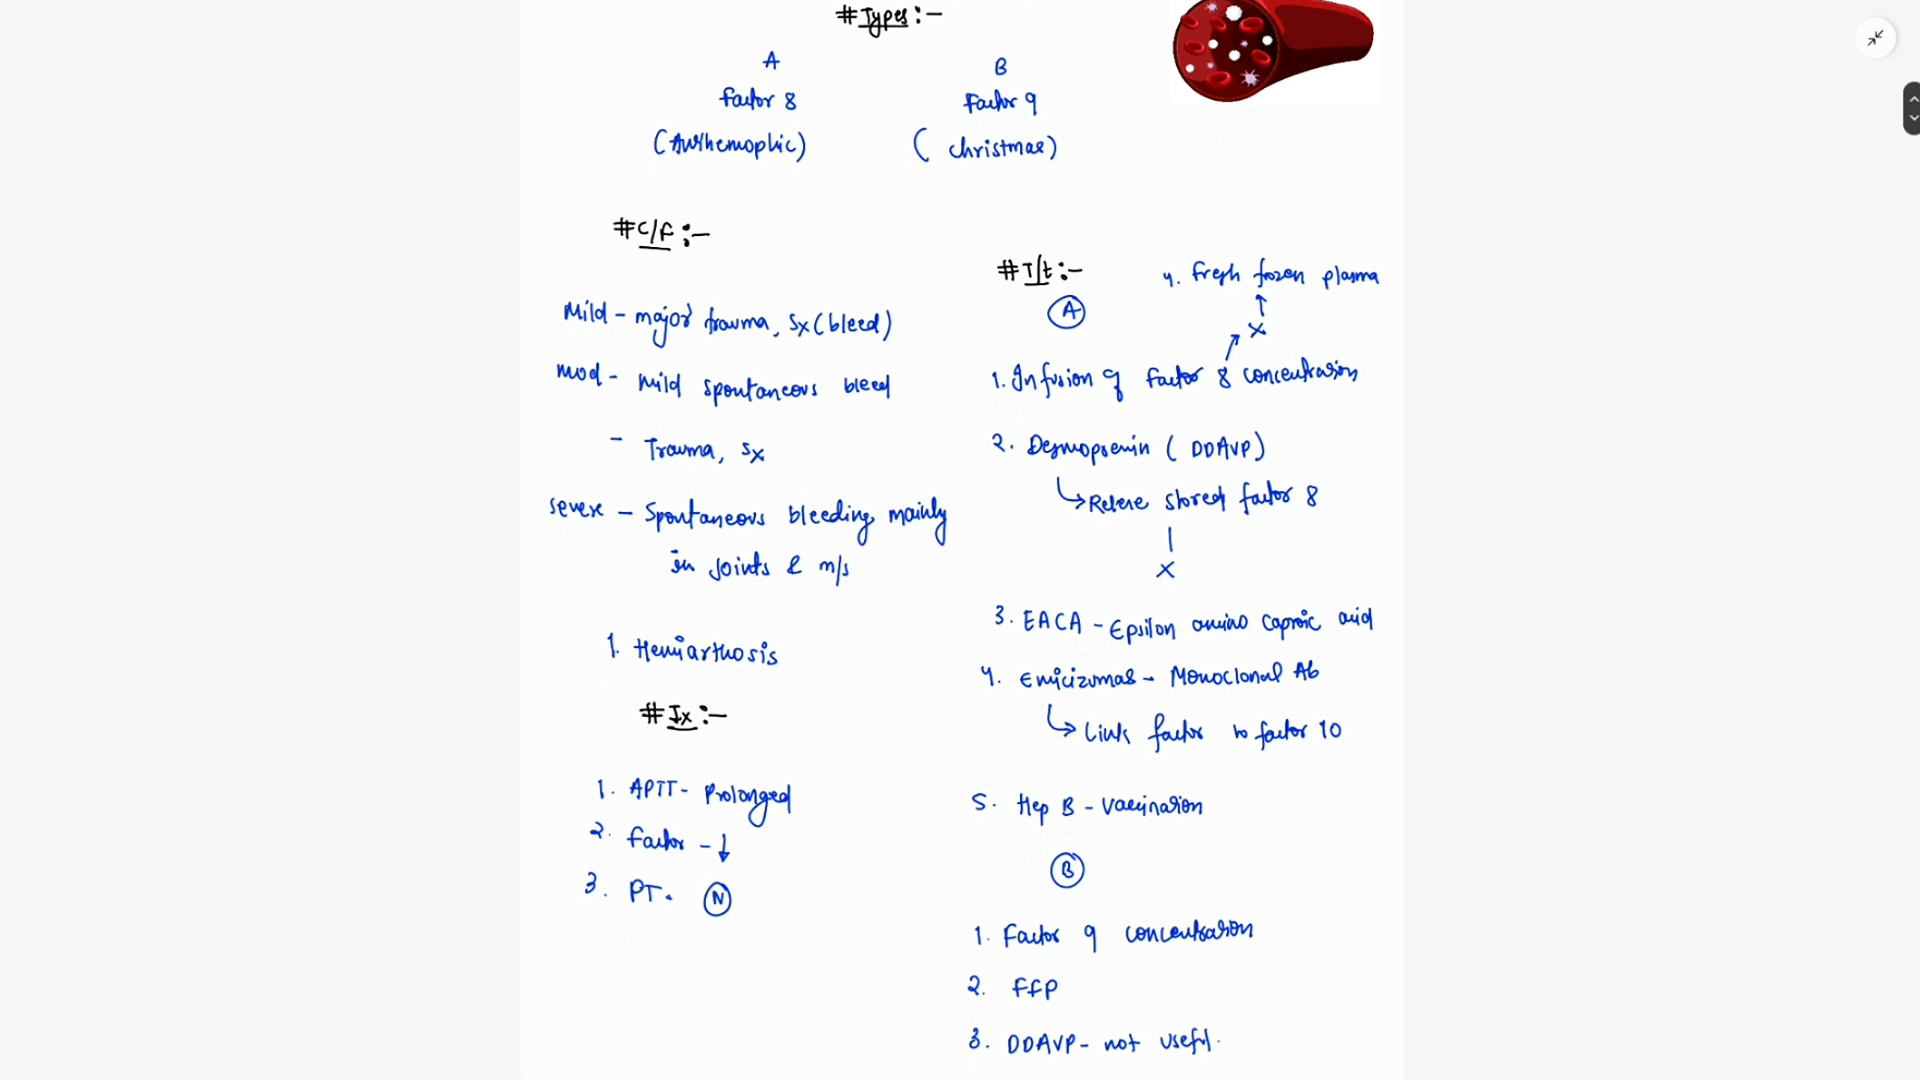 #Types:-
A
factor 8
(Antihemophlic)
B
Factor 9
( christmas)
#C/F:-
Mild - major trauma, Sx (bleed)
mod - mild spontaneous bleed
- Trauma, Sx
severe - Spontaneous bleeding mainly
in joints & m/s
1. Hemiarthosis
#Ix:-
1. APTT - Prolonged
2. factor - ↓
3. PT. N
#T/t:-
A
4. fresh frozen plasma
↑
x
1. Infusion of factor 8 concentration
2. Desmopressin ( DDAVP)
↳ Release stored factor 8
|
x
3. EACA - Epsilon amino caproic acid
4. Emicizumab - Monoclonal Ab
↳ Link factor to factor 10
5. Hep B - vaccination
B
1. Factor 9 concentration
2. FFP
3. DDAVP - not useful.